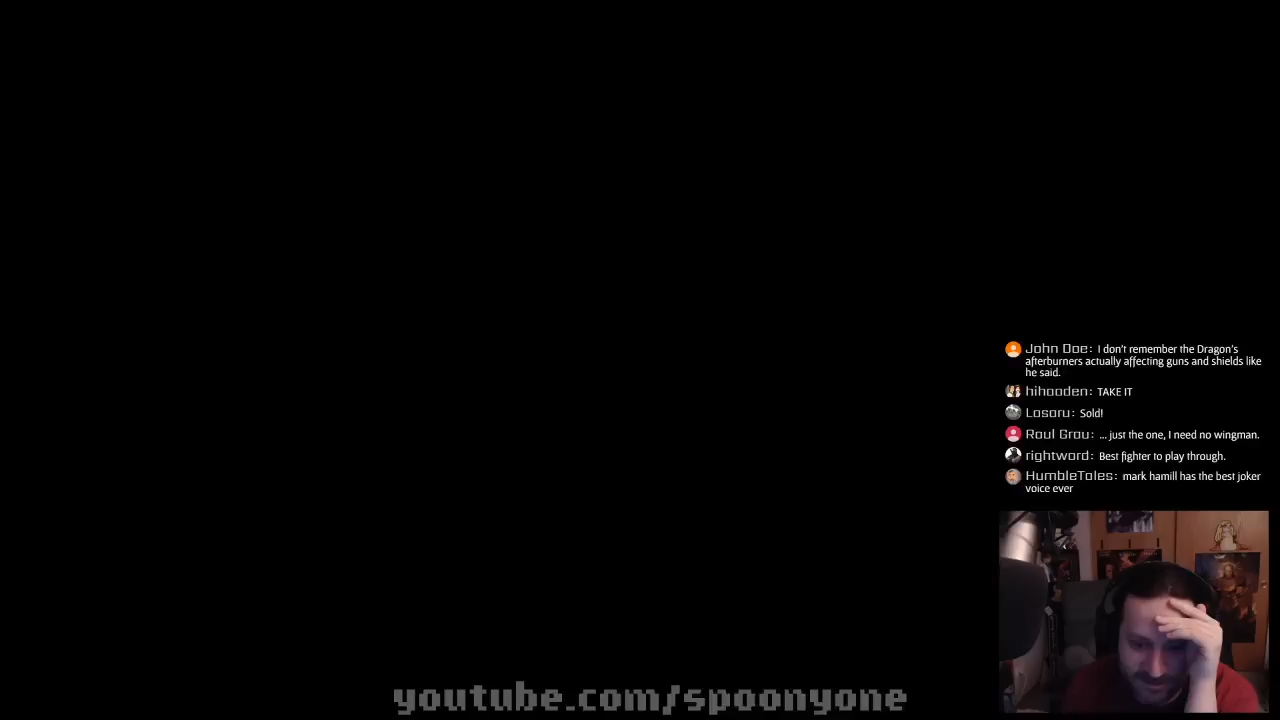 John Doe: I don't remember the Dragon's
afterburners actually affecting guns and shields like
he said.
hihooden: TAKE IT
Losoru: Sold!
Raul Grau: ... just the one, I need no wingman.
rightword: Best fighter to play through.
HumbleTales: mark hamill has the best joker
voice ever
youtube.com/spoonyone